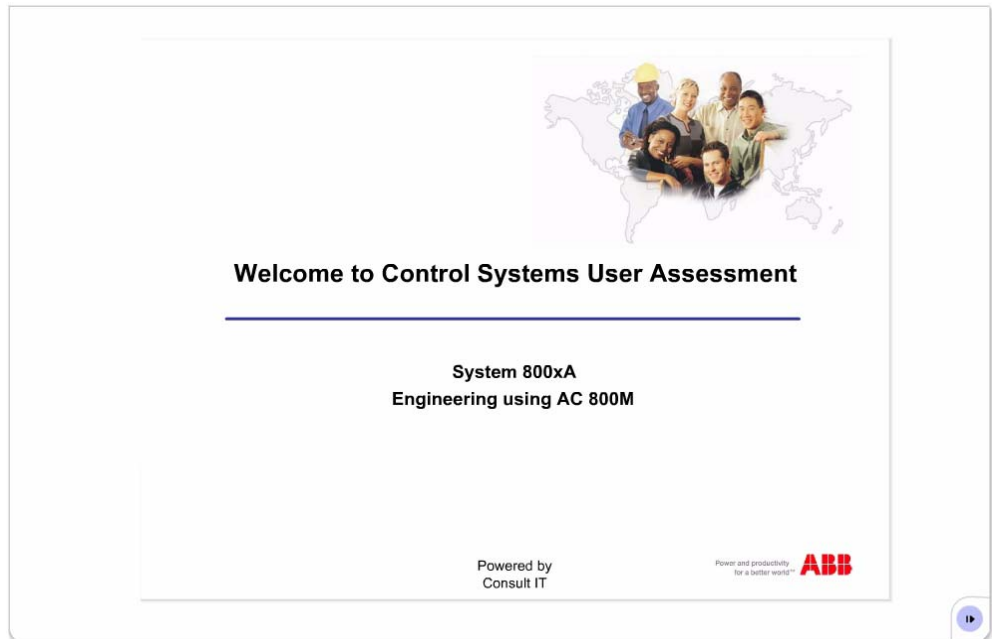 Welcome to Control Systems User Assessment
System 800xA
Engineering using AC 800M
Powered by
Consult IT
Power and productivity
for a better world™
ABB